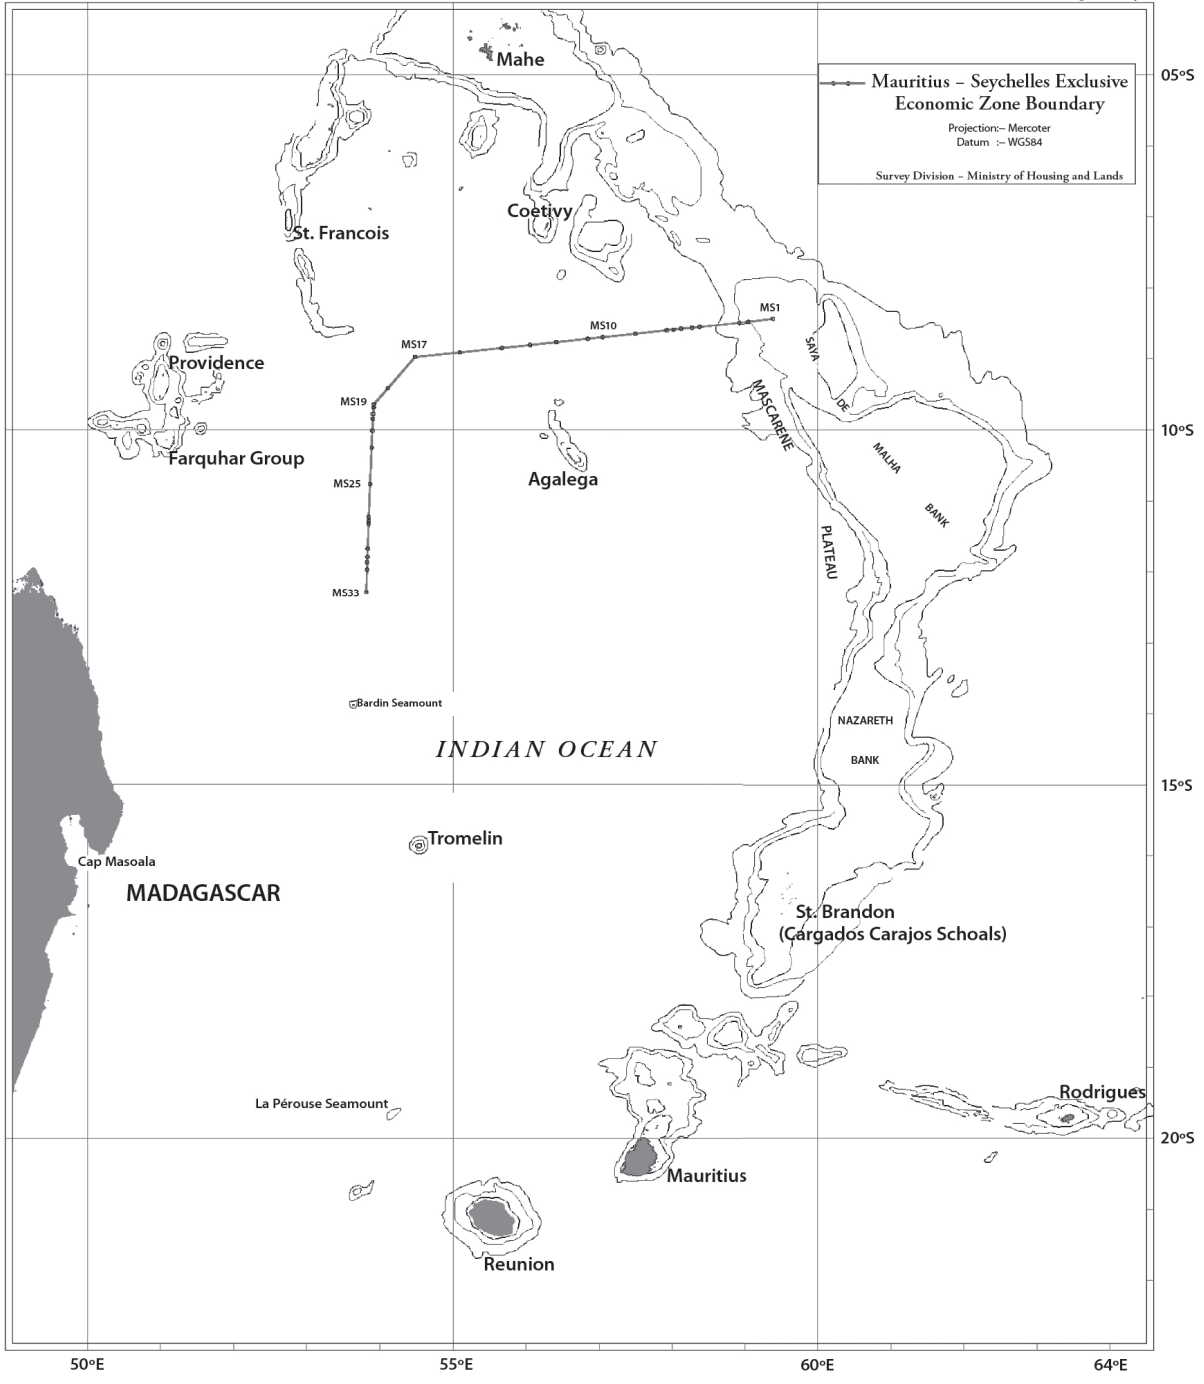 Mahe
05°S
Mauritius – Seychelles Exclusive
Economic Zone Boundary
Projection:– Mercoter
Datum :– WGS84
Survey Division – Ministry of Housing and Lands
Coetivy
St. Francois
MS1
MS10
MS17
SAYA
Providence
MS19
DE
MASCARENE
10°S
Farquhar Group
MALHA
Agalega
MS25
BANK
PLATEAU
MS33
Bardin Seamount
NAZARETH
INDIAN OCEAN
BANK
15°S
Tromelin
Cap Masoala
MADAGASCAR
St. Brandon
(Cargados Carajos Schoals)
Rodrigues
La Pérouse Seamount
20°S
Mauritius
Reunion
50°E
55°E
60°E
64°E